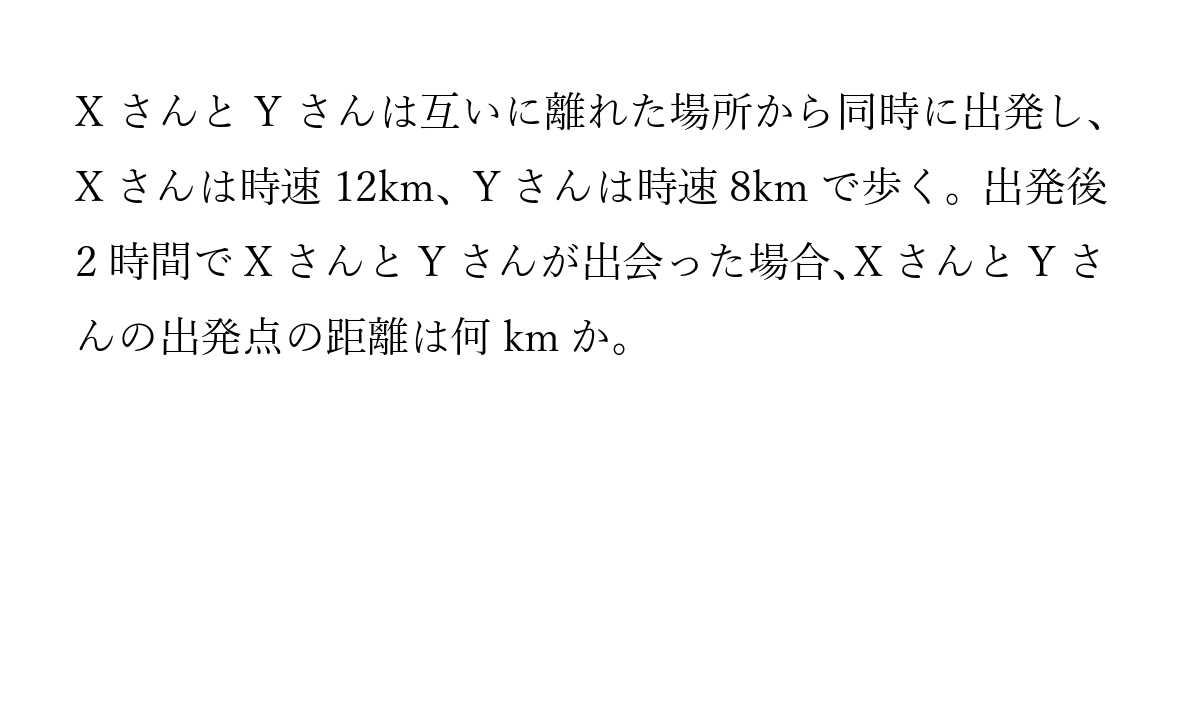 X さんと Y さんは互いに離れた場所から同時に出発し、
X さんは時速 12km、Y さんは時速 8km で歩く。出発後
2 時間で X さんと Y さんが出会った場合、X さんと Y さ
んの出発点の距離は何 km か。